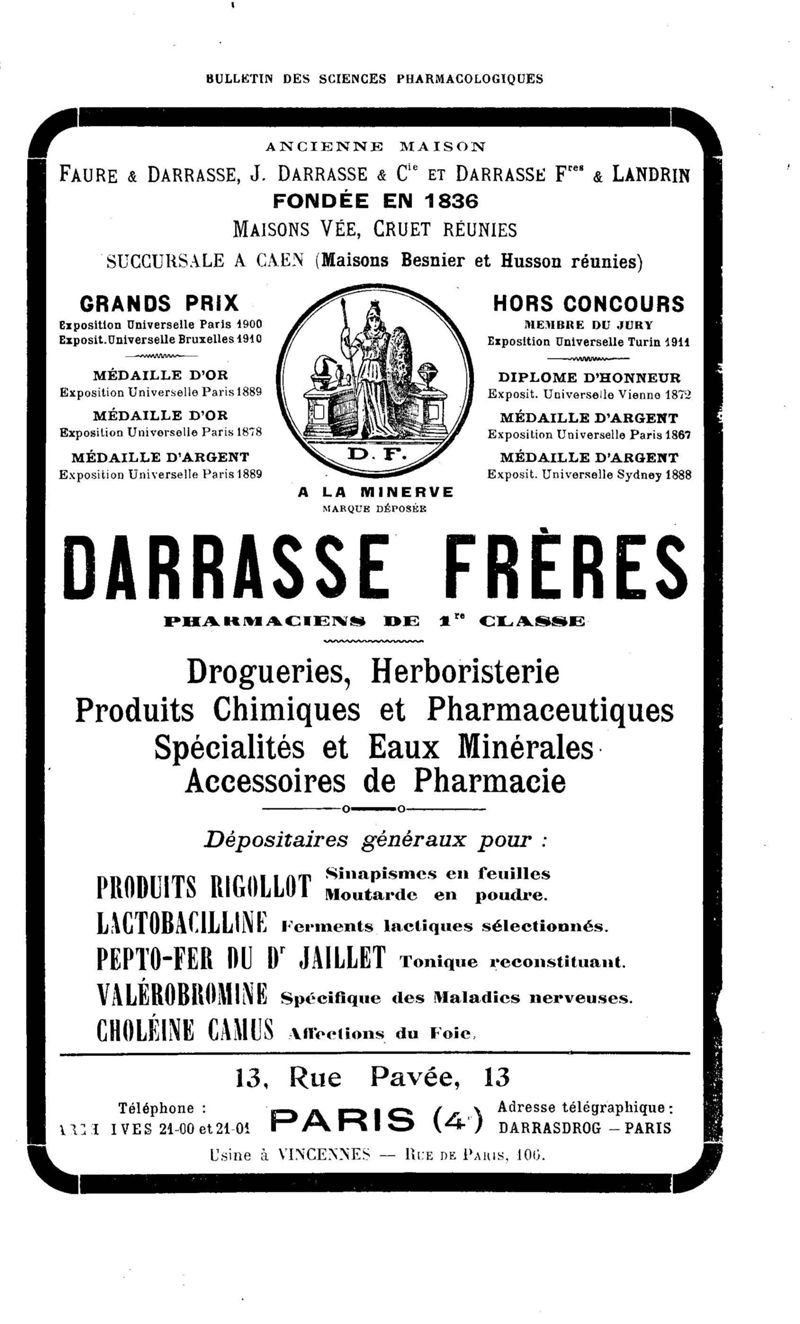 BULLETIN DES SCIENCES PHARMACOLOGIQUES
ANCIENNE MAISON
FAURE & DARRASSE, J. DARRASSE & Cie ET DARRASSE Fres & LANDRIN
FONDÉE EN 1836
MAISONS VÉE, CRUET RÉUNIES
SUCCURSALE A CAEN (Maisons Besnier et Husson réunies)
GRANDS PRIX
Exposition Universelle Paris 1900
Exposit. Universelle Bruxelles 1910
MÉDAILLE D'OR
Exposition Universelle Paris 1889
MÉDAILLE D'OR
Exposition Universelle Paris 1878
MÉDAILLE D'ARGENT
Exposition Universelle Paris 1889
D. F.
A LA MINERVE
MARQUE DÉPOSÉE
HORS CONCOURS
MEMBRE DU JURY
Exposition Universelle Turin 1911
DIPLOME D'HONNEUR
Exposit. Universelle Vienne 1872
MÉDAILLE D'ARGENT
Exposition Universelle Paris 1867
MÉDAILLE D'ARGENT
Exposit. Universelle Sydney 1888
DARRASSE FRÈRES
PHARMACIENS DE 1re CLASSE
Drogueries, Herboristerie
Produits Chimiques et Pharmaceutiques
Spécialités et Eaux Minérales
Accessoires de Pharmacie
Dépositaires généraux pour :
PRODUITS RIGOLLOT Sinapismes en feuilles
Moutarde en poudre.
LACTOBACILLINE Ferments lactiques sélectionnés.
PEPTO-FER DU Dr JAILLET Tonique reconstituant.
VALÉROBROMINE Spécifique des Maladies nerveuses.
CHOLÉINE CAMUS Affections du Foie.
13, Rue Pavée, 13
Téléphone :
IVES 21-00 et 21-01
PARIS (4)
Adresse télégraphique :
DARRASDROG — PARIS
Usine à VINCENNES — RUE DE PARIS, 106.